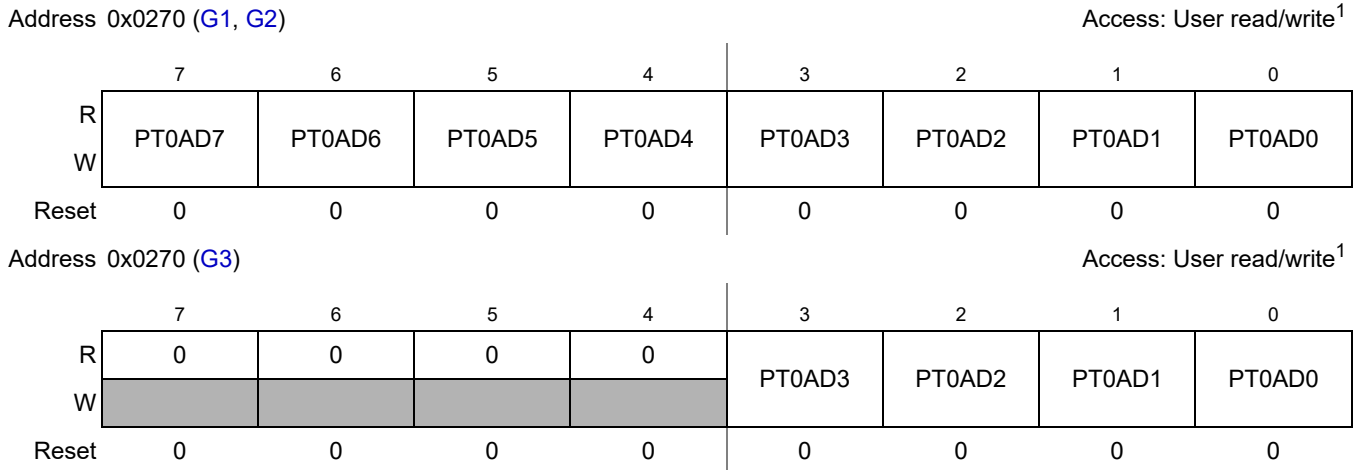 Address 0x0270 (G1, G2) Access: User read/write1
7 6 5 4 3 2 1 0
R
PT0AD7 PT0AD6 PT0AD5 PT0AD4 PT0AD3 PT0AD2 PT0AD1 PT0AD0
W
Reset 0 0 0 0 0 0 0 0
Address 0x0270 (G3) Access: User read/write1
7 6 5 4 3 2 1 0
R 0 0 0 0
PT0AD3 PT0AD2 PT0AD1 PT0AD0
W
Reset 0 0 0 0 0 0 0 0